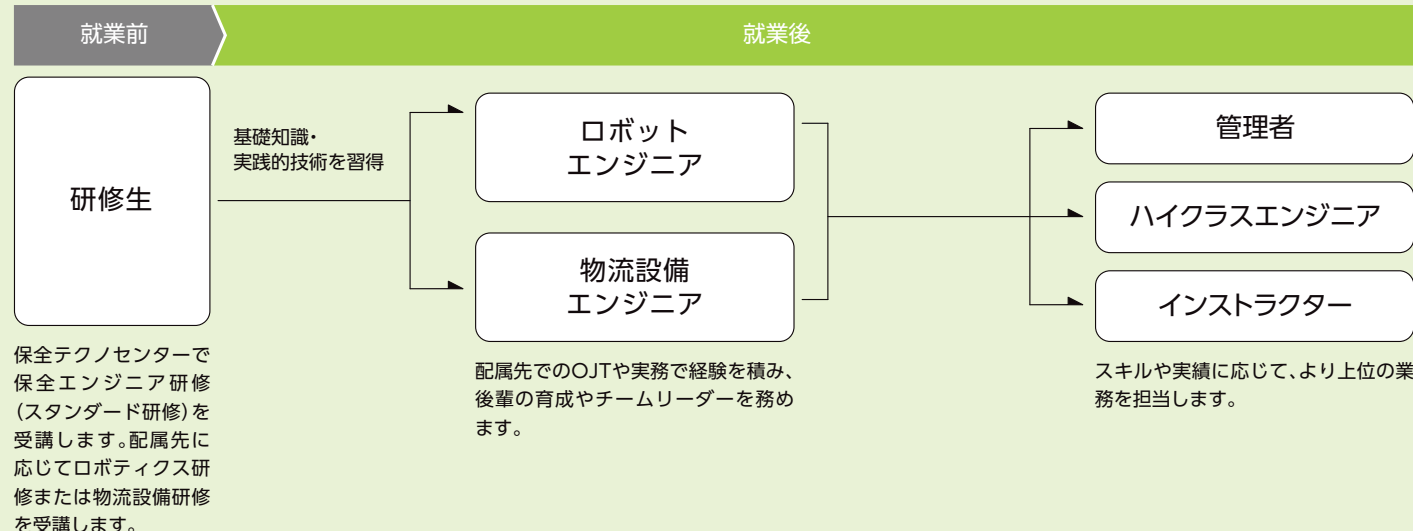 就業前
就業後
研修生
基礎知識・
実践的技術を習得
ロボット
エンジニア
物流設備
エンジニア
管理者
ハイクラスエンジニア
インストラクター
保全テクノセンターで
保全エンジニア研修
(スタンダード研修)を
受講します。配属先に
応じてロボティクス研
修または物流設備研修
を受講します。
配属先でのOJTや実務で経験を積み、
後輩の育成やチームリーダーを務め
ます。
スキルや実績に応じて、より上位の業
務を担当します。